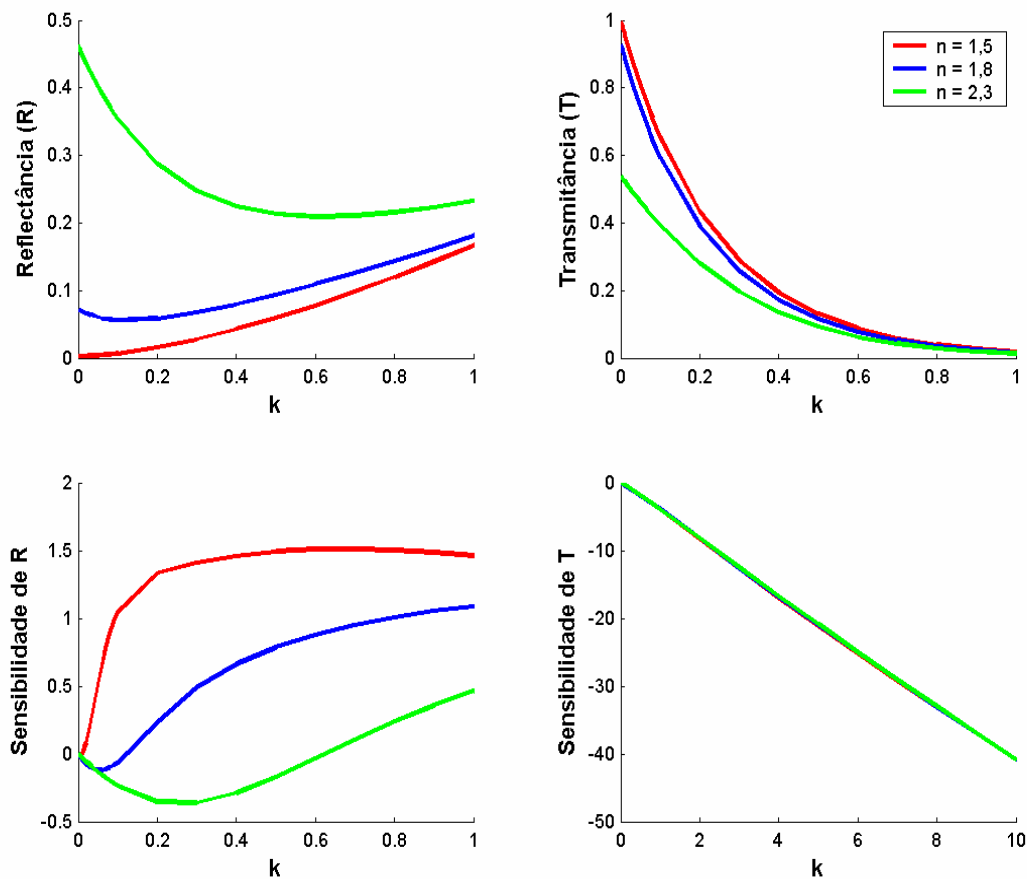 0.5
0.4
0.3
0.2
0.1
0
Reflectância (R)
0 0.2 0.4 0.6 0.8 1
k
1
0.8
0.6
0.4
0.2
0
Transmitância (T)
0 0.2 0.4 0.6 0.8 1
k
n = 1,5
n = 1,8
n = 2,3
2
1.5
1
0.5
0
-0.5
Sensibilidade de R
0 0.2 0.4 0.6 0.8 1
k
0
-10
-20
-30
-40
-50
Sensibilidade de T
0 2 4 6 8 10
k